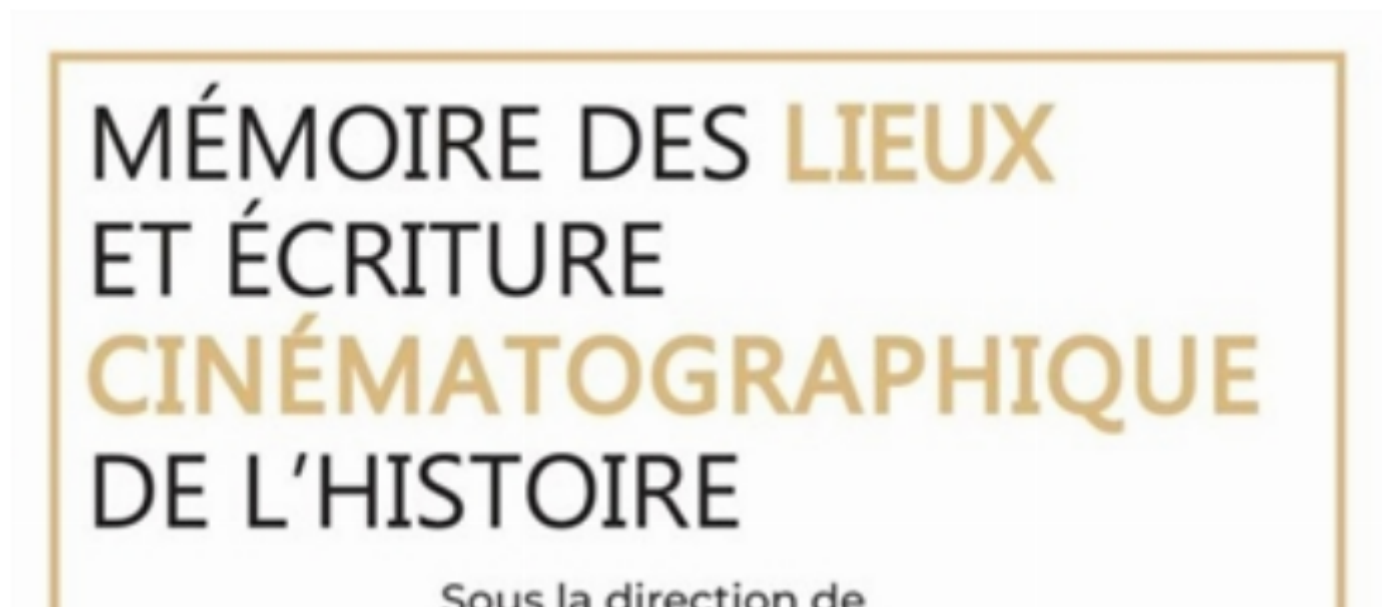 MÉMOIRE DES LIEUX
ET ÉCRITURE
CINÉMATOGRAPHIQUE
DE L’HISTOIRE
Sous la direction de